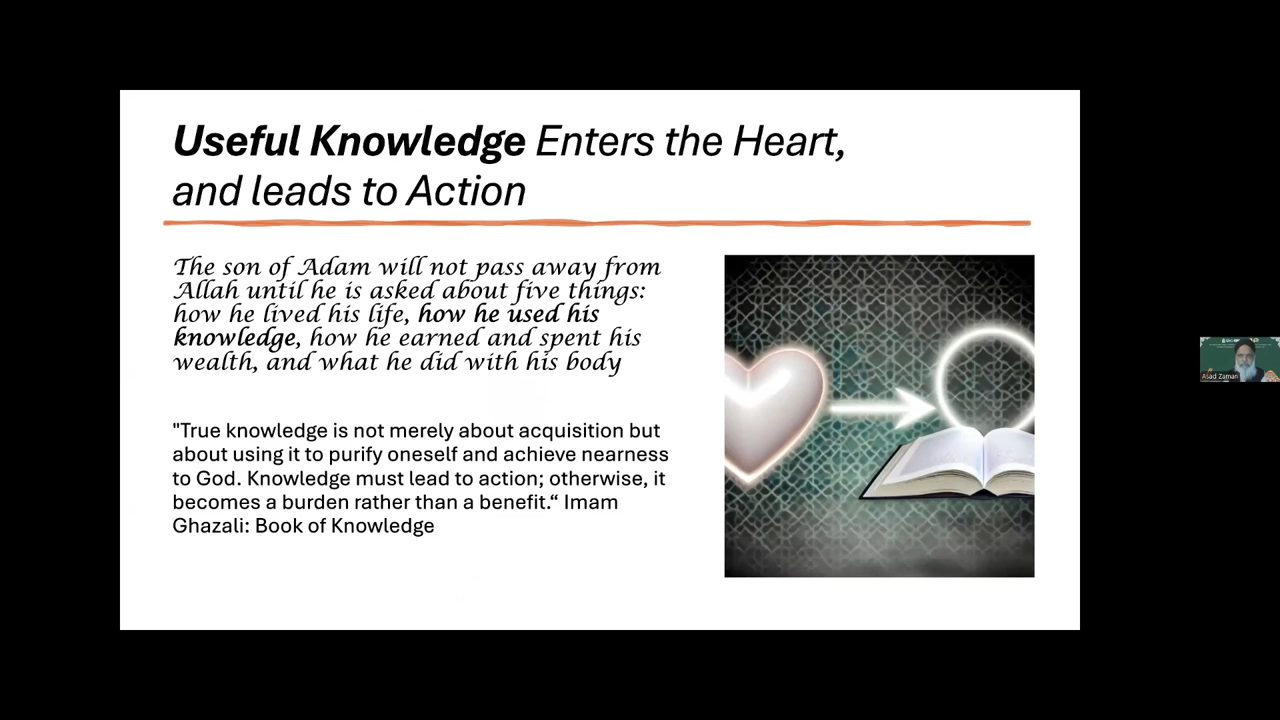 Useful Knowledge Enters the Heart,
and leads to Action
The son of Adam will not pass away from
Allah until he is asked about five things:
how he lived his life, how he used his
knowledge, how he earned and spent his
wealth, and what he did with his body
"True knowledge is not merely about acquisition but
about using it to purify oneself and achieve nearness
to God. Knowledge must lead to action; otherwise, it
becomes a burden rather than a benefit.“ Imam
Ghazali: Book of Knowledge
Asad Zaman